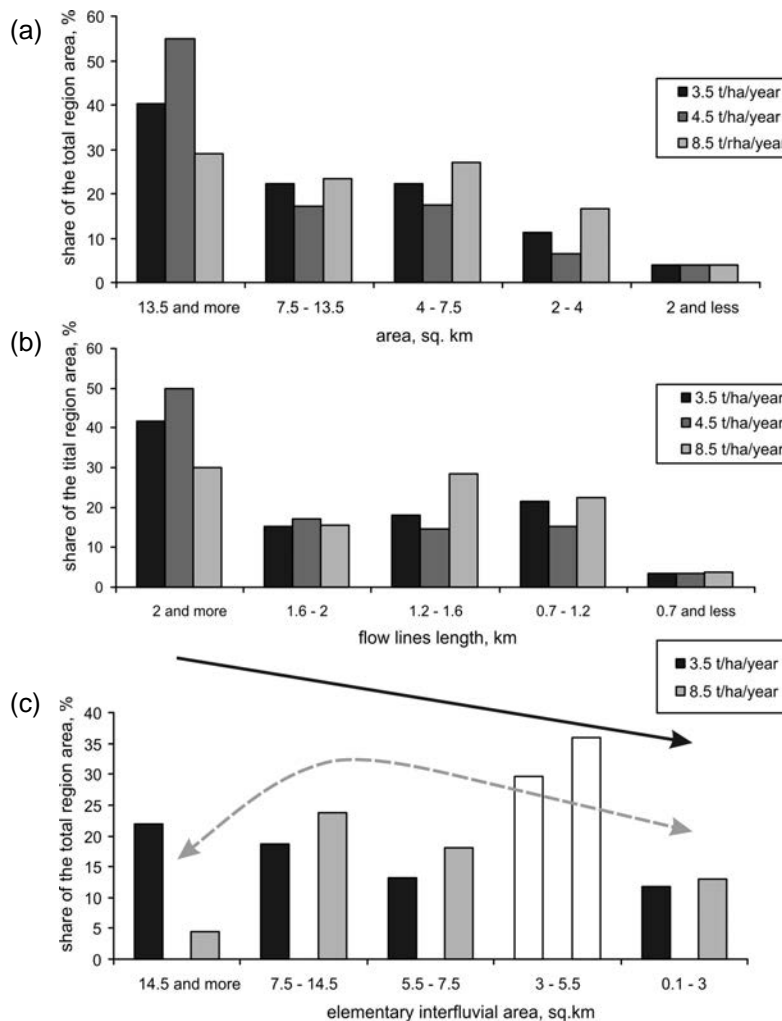 (a)
share of the total region area, %
60
50
40
30
20
10
0
3.5 t/ha/year
4.5 t/ha/year
8.5 t/rha/year
13.5 and more 7.5 - 13.5 4 - 7.5 2 - 4 2 and less
area, sq. km
(b)
share of the tital region area, %
60
50
40
30
20
10
0
3.5 t/ha/year
4.5 t/ha/year
8.5 t/ha/year
2 and more 1.6 - 2 1.2 - 1.6 0.7 - 1.2 0.7 and less
flow lines length, km
3.5 t/ha/year
8.5 t/ha/year
(c)
share of the total region area, %
40
35
30
25
20
15
10
5
0
14.5 and more 7.5 - 14.5 5.5 - 7.5 3 - 5.5 0.1 - 3
elementary interfluvial area, sq.km